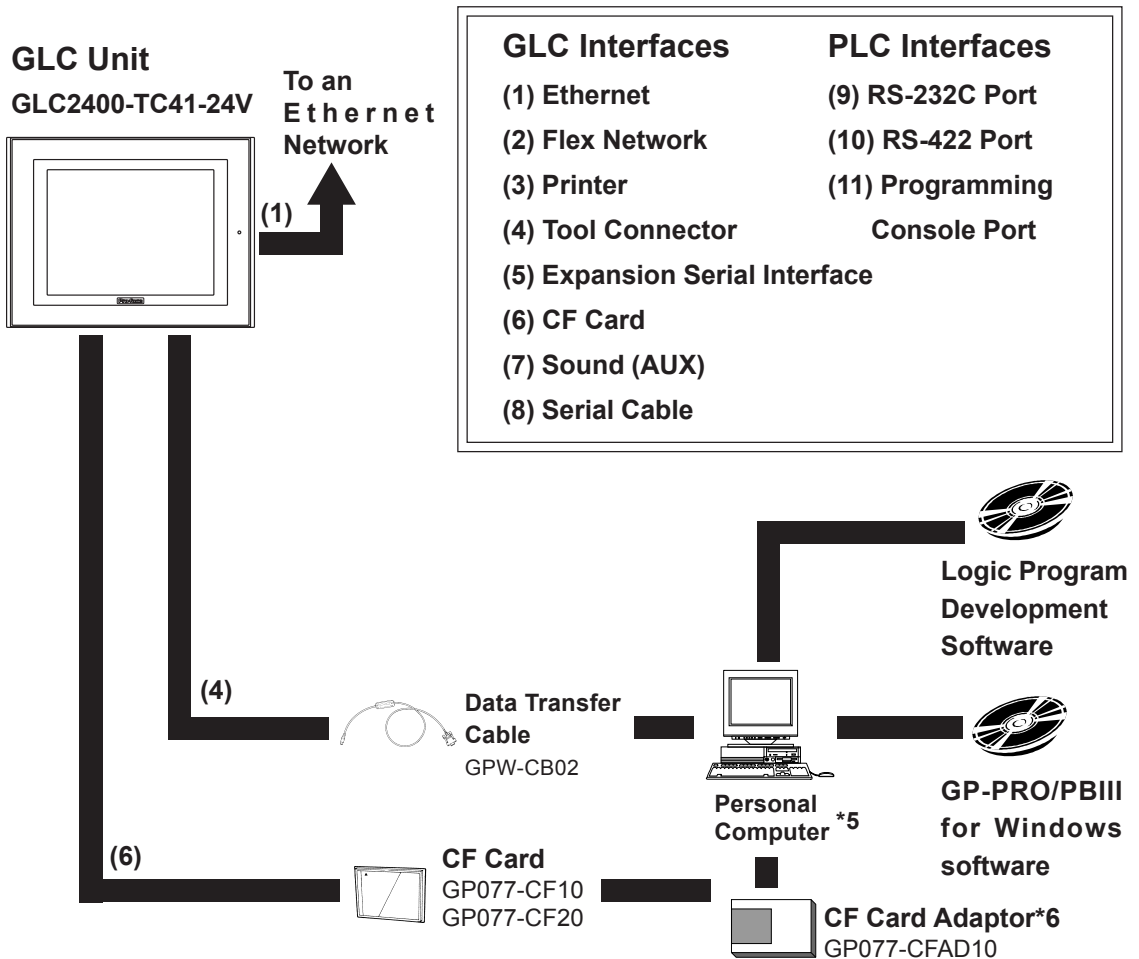 GLC Unit
GLC2400-TC41-24V
To an
Ethernet
Network
(1)
GLC Interfaces
(1) Ethernet
(2) Flex Network
(3) Printer
(4) Tool Connector
(5) Expansion Serial Interface
(6) CF Card
(7) Sound (AUX)
(8) Serial Cable
PLC Interfaces
(9) RS-232C Port
(10) RS-422 Port
(11) Programming
Console Port
Logic Program
Development
Software
(4)
Data Transfer
Cable
GPW-CB02
Personal
Computer *5
GP-PRO/PBIII
for Windows
software
(6)
CF Card
GP077-CF10
GP077-CF20
CF Card Adaptor*6
GP077-CFAD10